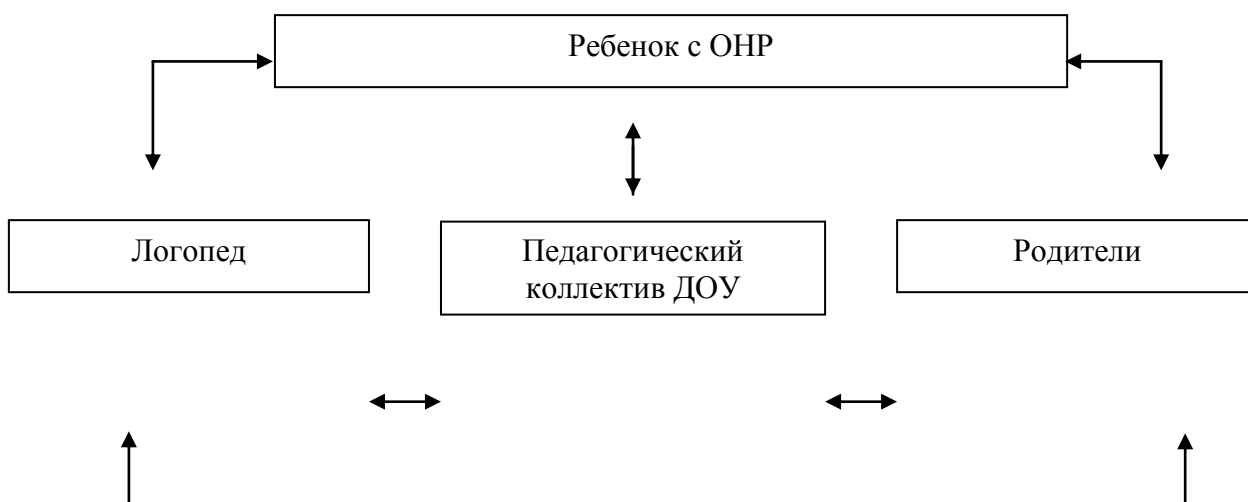 Ребенок с ОНР
Логопед
Педагогический
коллектив ДОУ
Родители